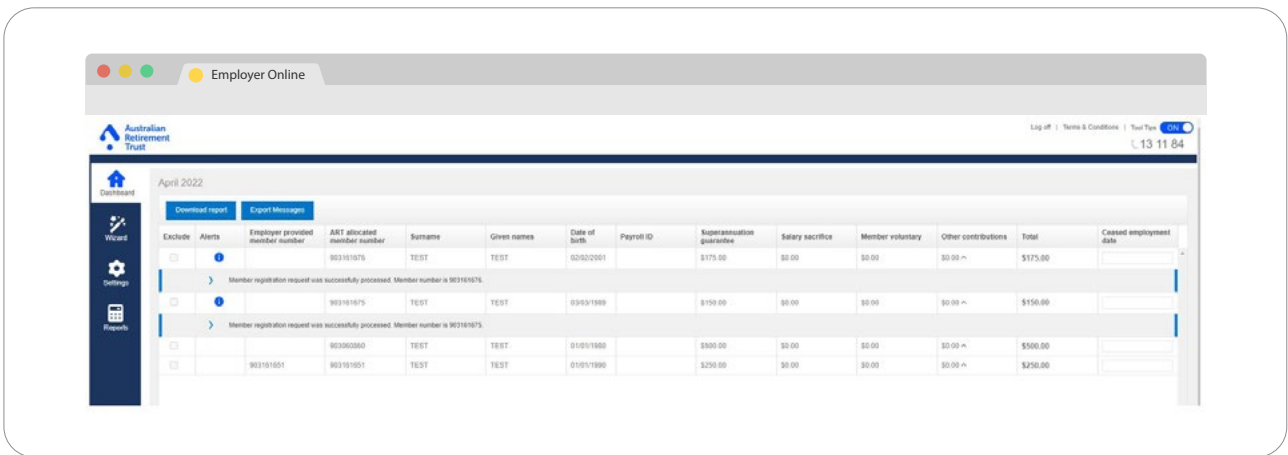 Employer Online
Australian
Retirement
Trust
Log off | Terms & Conditions | Tool Tips ON
13 11 84
Dashboard
Wizard
Settings
Reports
April 2022
Download report Export Messages
Exclude Alerts Employer provided member number ART allocated member number Surname Given names Date of birth Payroll ID Superannuation guarantee Salary sacrifice Member voluntary Other contributions Total Ceased employment date
903161676 TEST TEST 02/02/2001 $175.00 $0.00 $0.00 $0.00 $175.00
Member registration request was successfully processed. Member number is 903161676.
903161675 TEST TEST 03/03/1989 $150.00 $0.00 $0.00 $0.00 $150.00
Member registration request was successfully processed. Member number is 903161675.
903060860 TEST TEST $500.00 $0.00 $0.00 $0.00 $500.00
903161651 903161651 TEST TEST 01/01/1990 $250.00 $0.00 $0.00 $0.00 $250.00